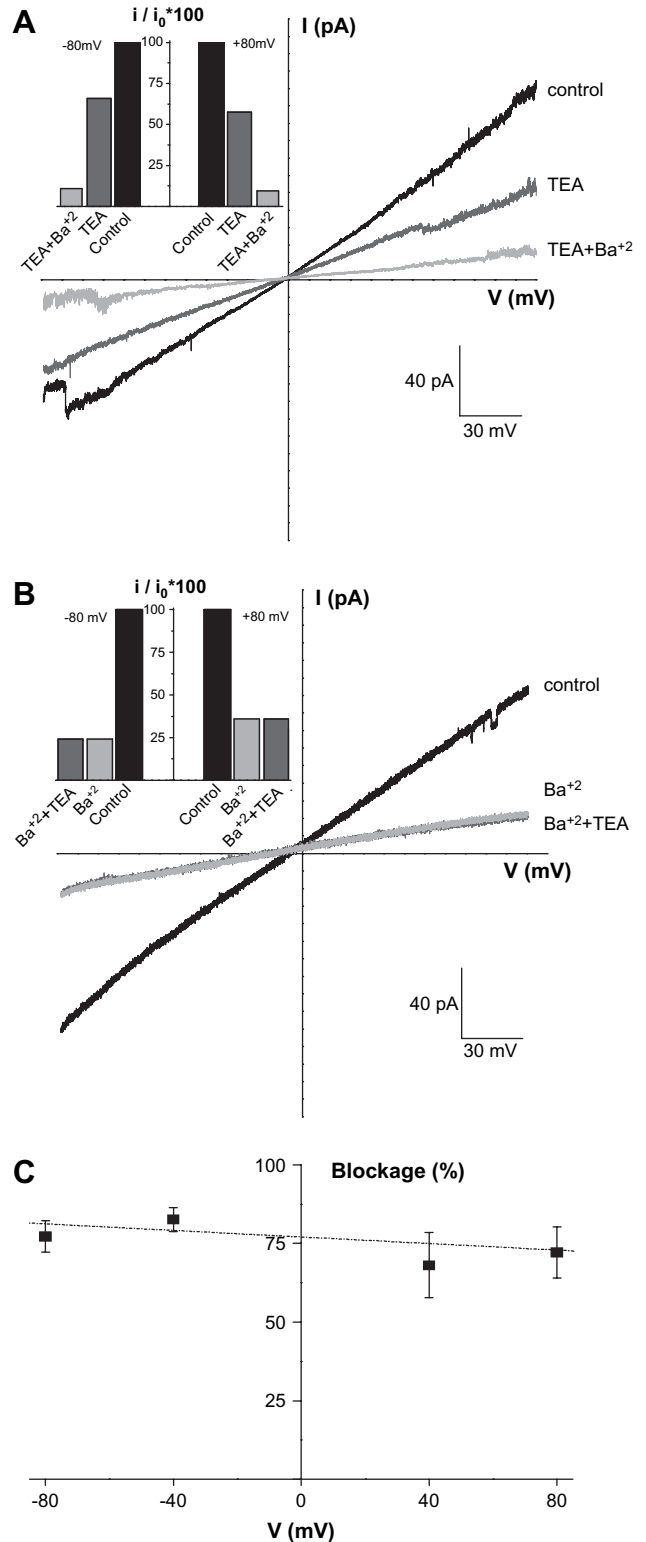 A
i / i₀*100
I (pA)
-80mV
100
+80mV
75
50
25
TEA+Ba⁺²
TEA
Control
Control
TEA
TEA+Ba⁺²
control
TEA
TEA+Ba⁺²
V (mV)
40 pA
30 mV
B
i / i₀*100
I (pA)
-80 mV
100
+80 mV
75
50
25
Ba⁺²+TEA
Ba⁺²
Control
Control
Ba⁺²
Ba⁺²+TEA .
control
Ba⁺²
Ba⁺²+TEA
V (mV)
40 pA
30 mV
C
100
Blockage (%)
75
50
25
-80
-40
0
40
80
V (mV)